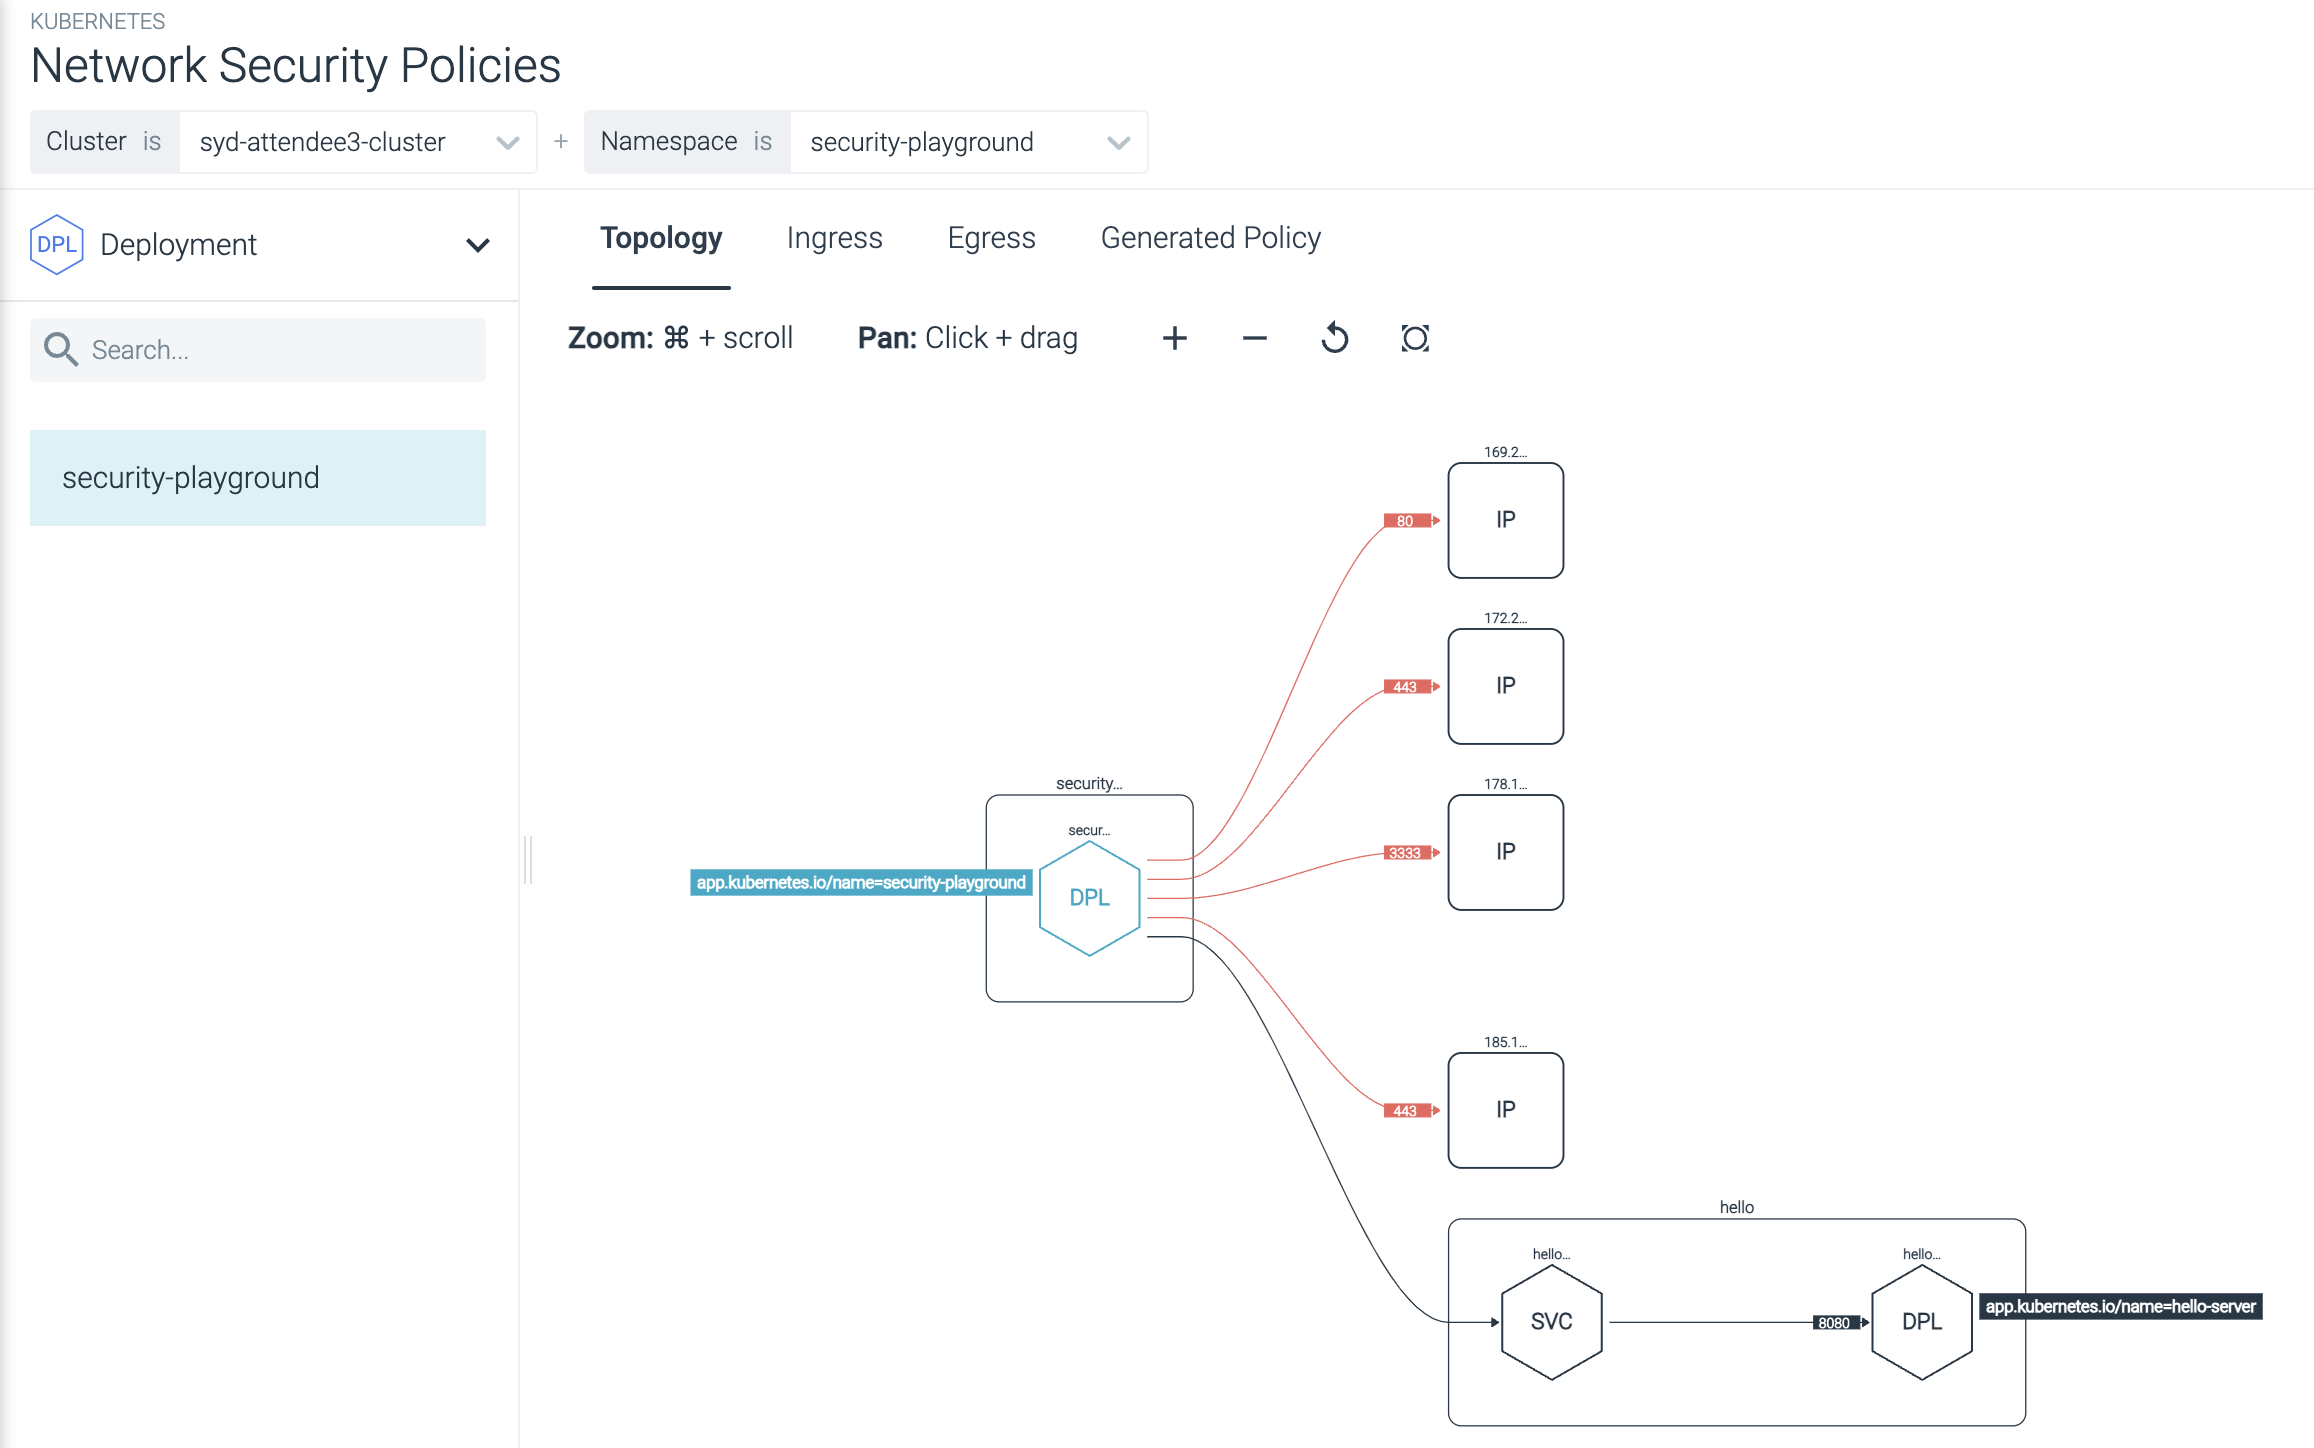 KUBERNETES
Network Security Policies
Cluster is syd-attendee3-cluster + Namespace is security-playground
DPL Deployment
Search...
security-playground
Topology Ingress Egress Generated Policy
Zoom: ⌘ + scroll Pan: Click + drag + −
169.2...
80 IP
172.2...
443 IP
178.1...
3333 IP
security...
secur...
app.kubernetes.io/name=security-playground
DPL
185.1...
443 IP
hello
hello... hello...
SVC 8080 DPL
app.kubernetes.io/name=hello-server